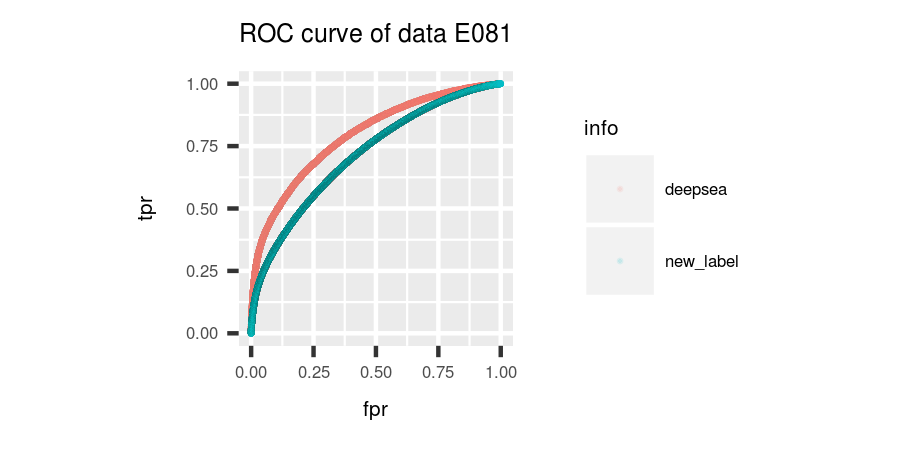 ROC curve of data E081
tpr
1.00
0.75
0.50
0.25
0.00
0.00 0.25 0.50 0.75 1.00
fpr
info
deepsea
new_label